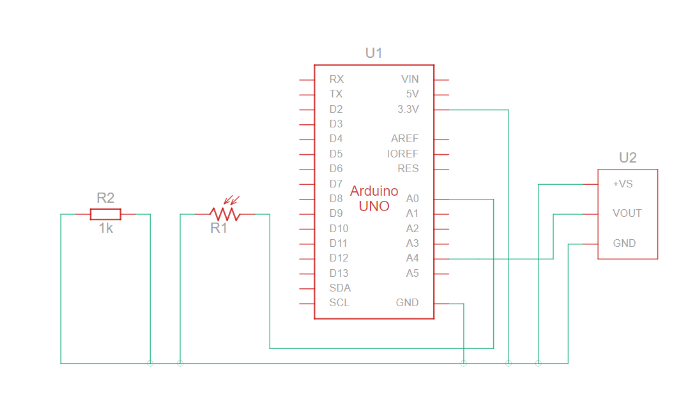 U1
RX
TX
D2
D3
D4
D5
D6
D7
D8
D9
D10
D11
D12
D13
SDA
SCL
Arduino
UNO
VIN
5V
3.3V
AREF
IOREF
RES
A0
A1
A2
A3
A4
A5
GND
R2
1k
R1
U2
+VS
VOUT
GND